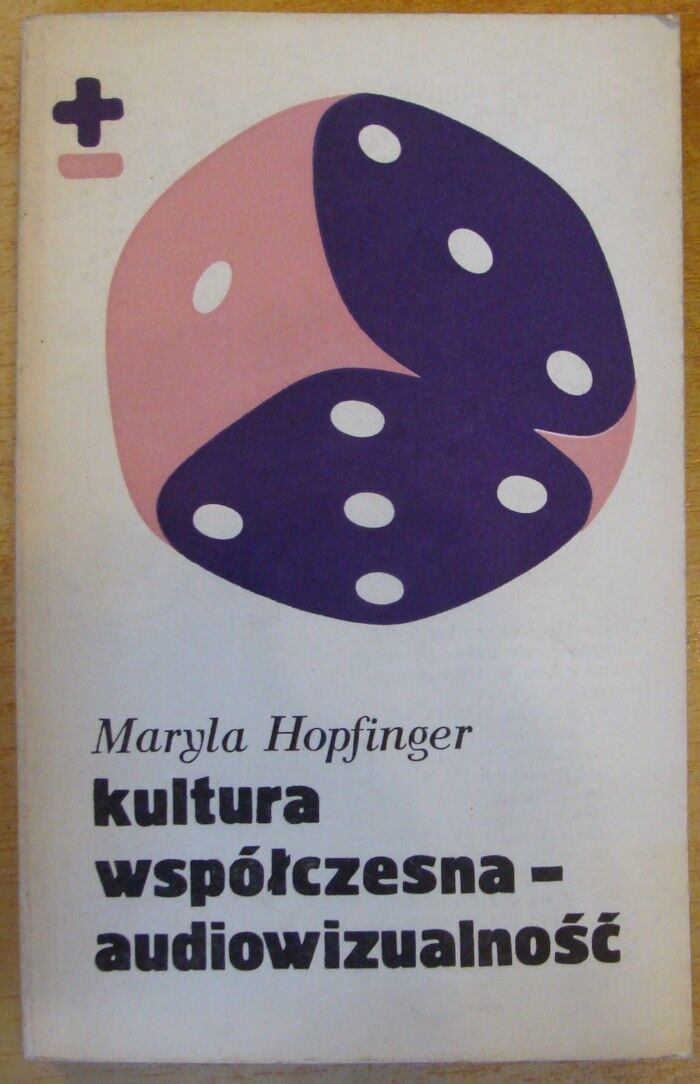 Maryla Hopfinger
kultura
współczesna –
audiowizualność